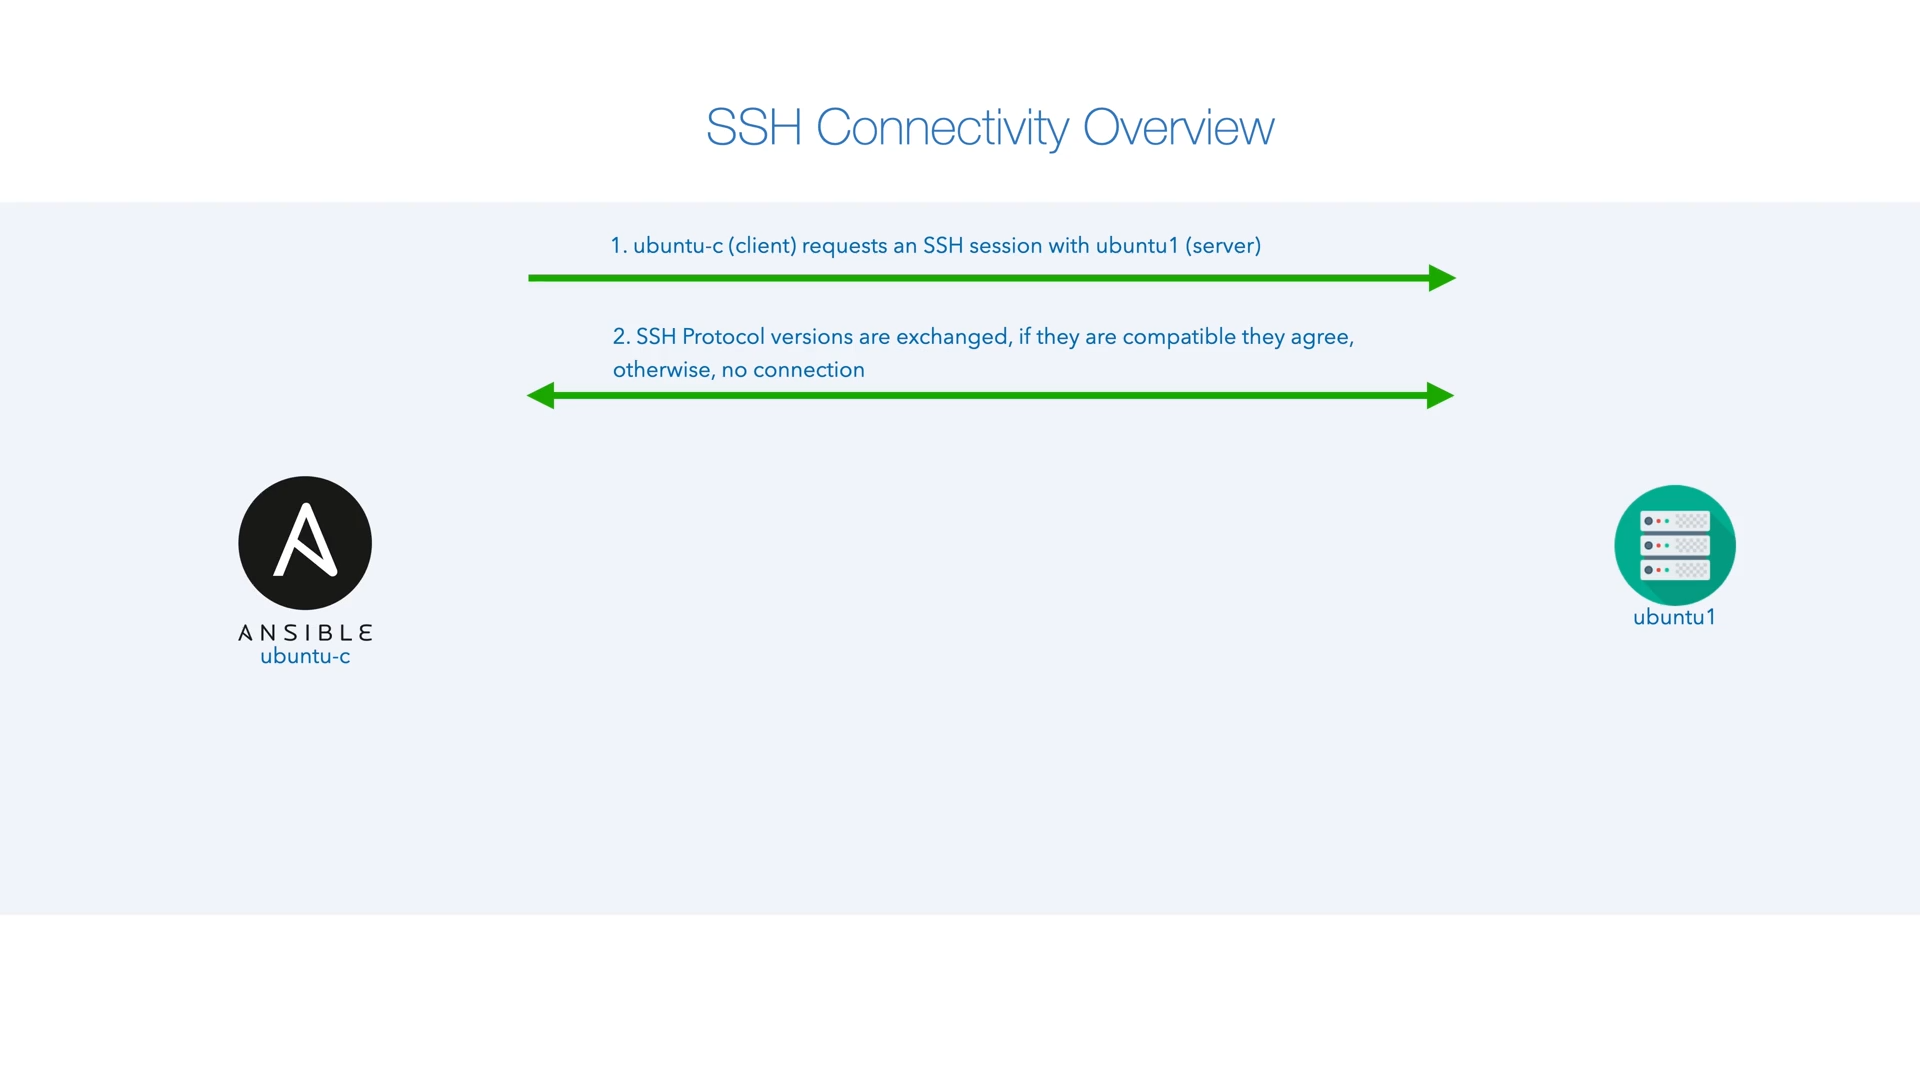 SSH Connectivity Overview
1. ubuntu-c (client) requests an SSH session with ubuntu1 (server)
2. SSH Protocol versions are exchanged, if they are compatible they agree,
otherwise, no connection
ANSIBLE
ubuntu-c
ubuntu1